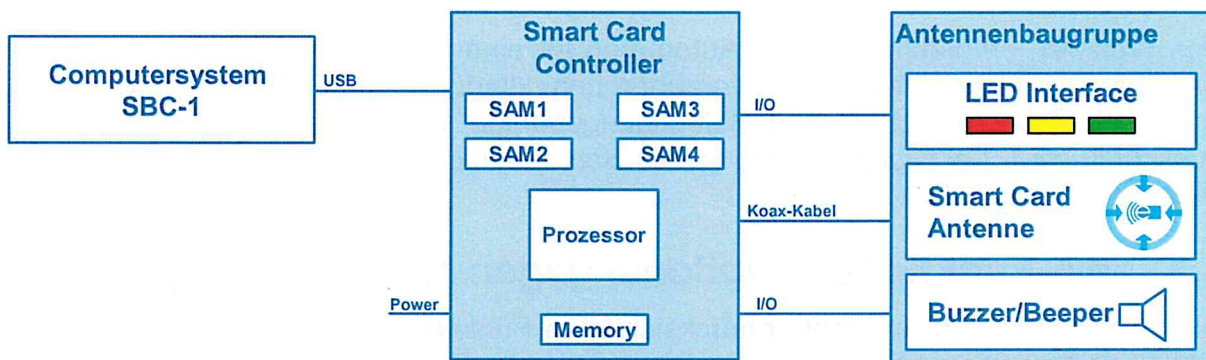 Computersystem
SBC-1
USB
Smart Card
Controller
SAM1
SAM3
SAM2
SAM4
Prozessor
Power
Memory
I/O
Koax-Kabel
I/O
Antennenbaugruppe
LED Interface
Smart Card
Antenne
Buzzer/Beeper